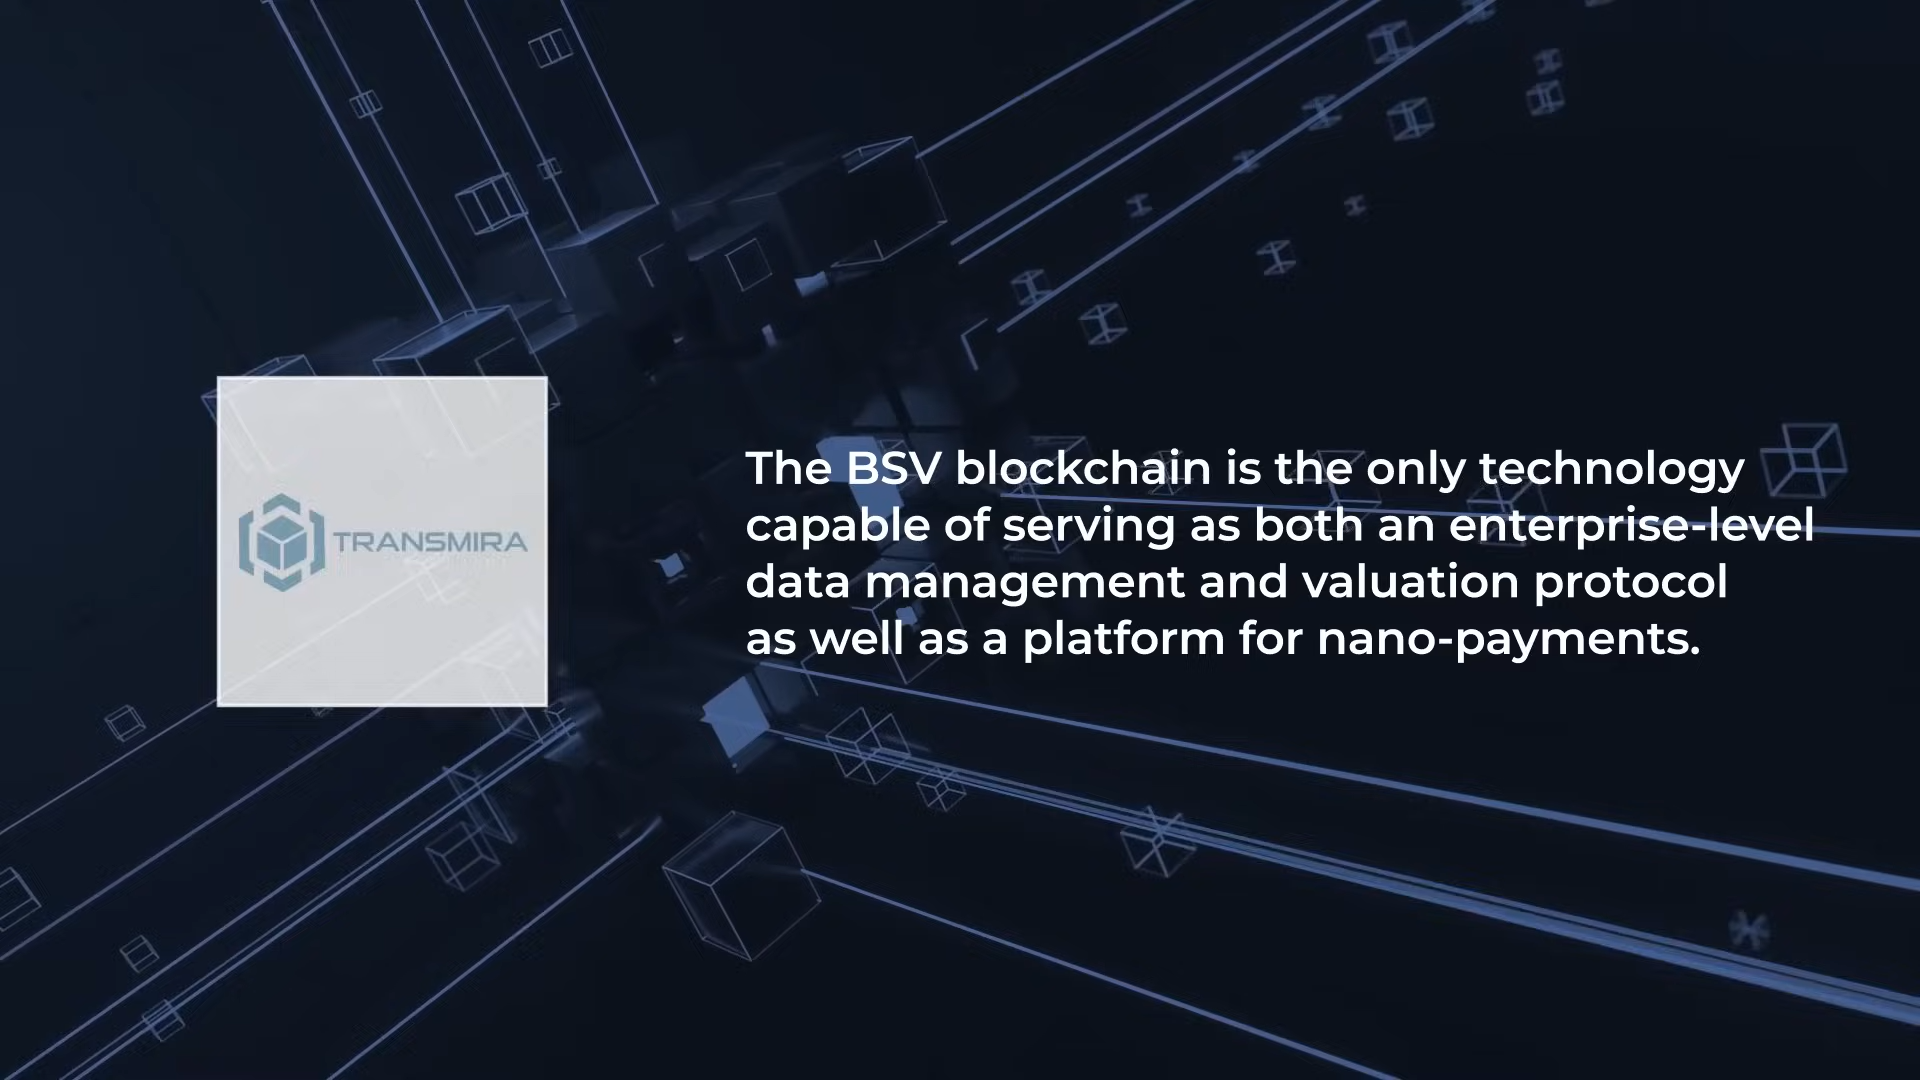 TRANSMIRA
The BSV blockchain is the only technology
capable of serving as both an enterprise-level
data management and valuation protocol
as well as a platform for nano-payments.